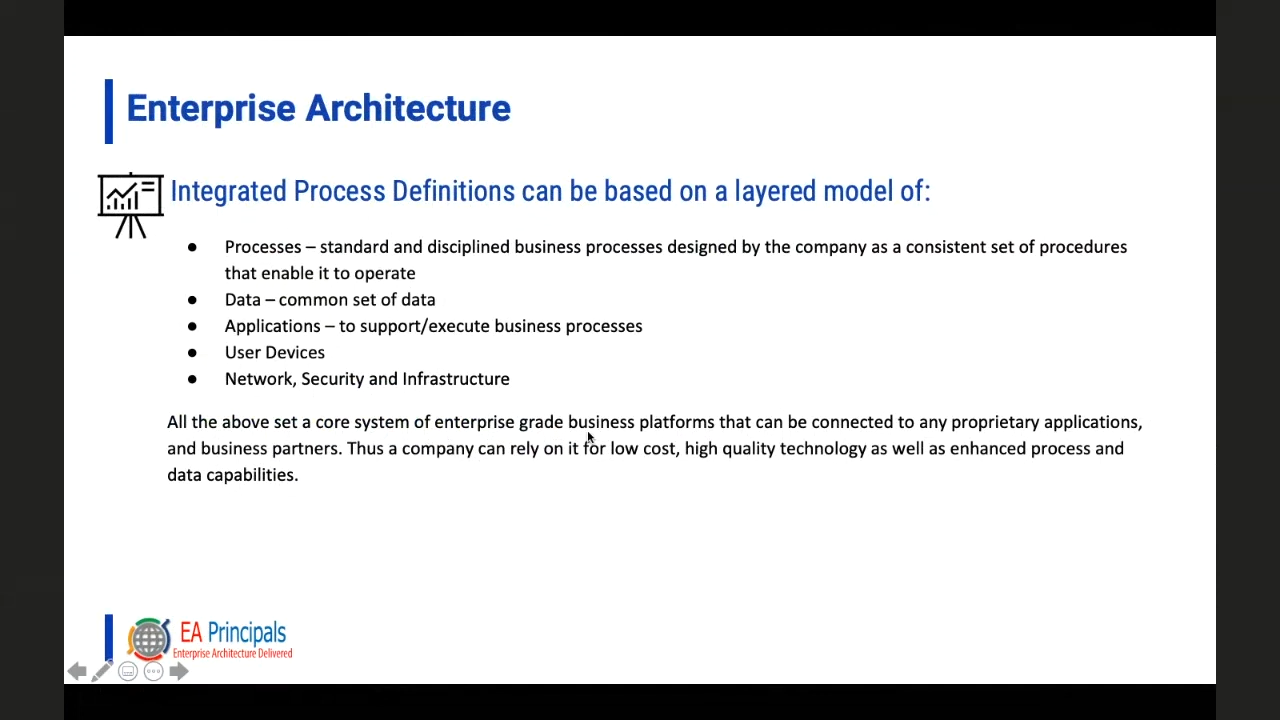 Enterprise Architecture
Integrated Process Definitions can be based on a layered model of:
● Processes – standard and disciplined business processes designed by the company as a consistent set of procedures
that enable it to operate
● Data – common set of data
● Applications – to support/execute business processes
● User Devices
● Network, Security and Infrastructure
All the above set a core system of enterprise grade business platforms that can be connected to any proprietary applications,
and business partners. Thus a company can rely on it for low cost, high quality technology as well as enhanced process and
data capabilities.
EA Principals
Enterprise Architecture Delivered